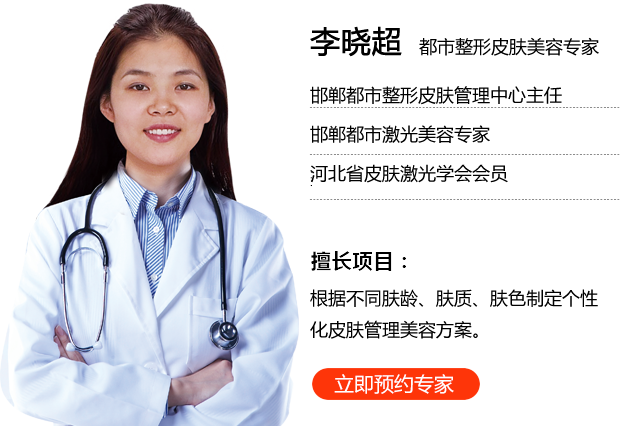 李晓超 都市整形皮肤美容专家
邯郸都市整形皮肤管理中心主任
邯郸都市激光美容专家
河北省皮肤激光学会会员
擅长项目：
根据不同肤龄、肤质、肤色制定个性
化皮肤管理美容方案。
立即预约专家